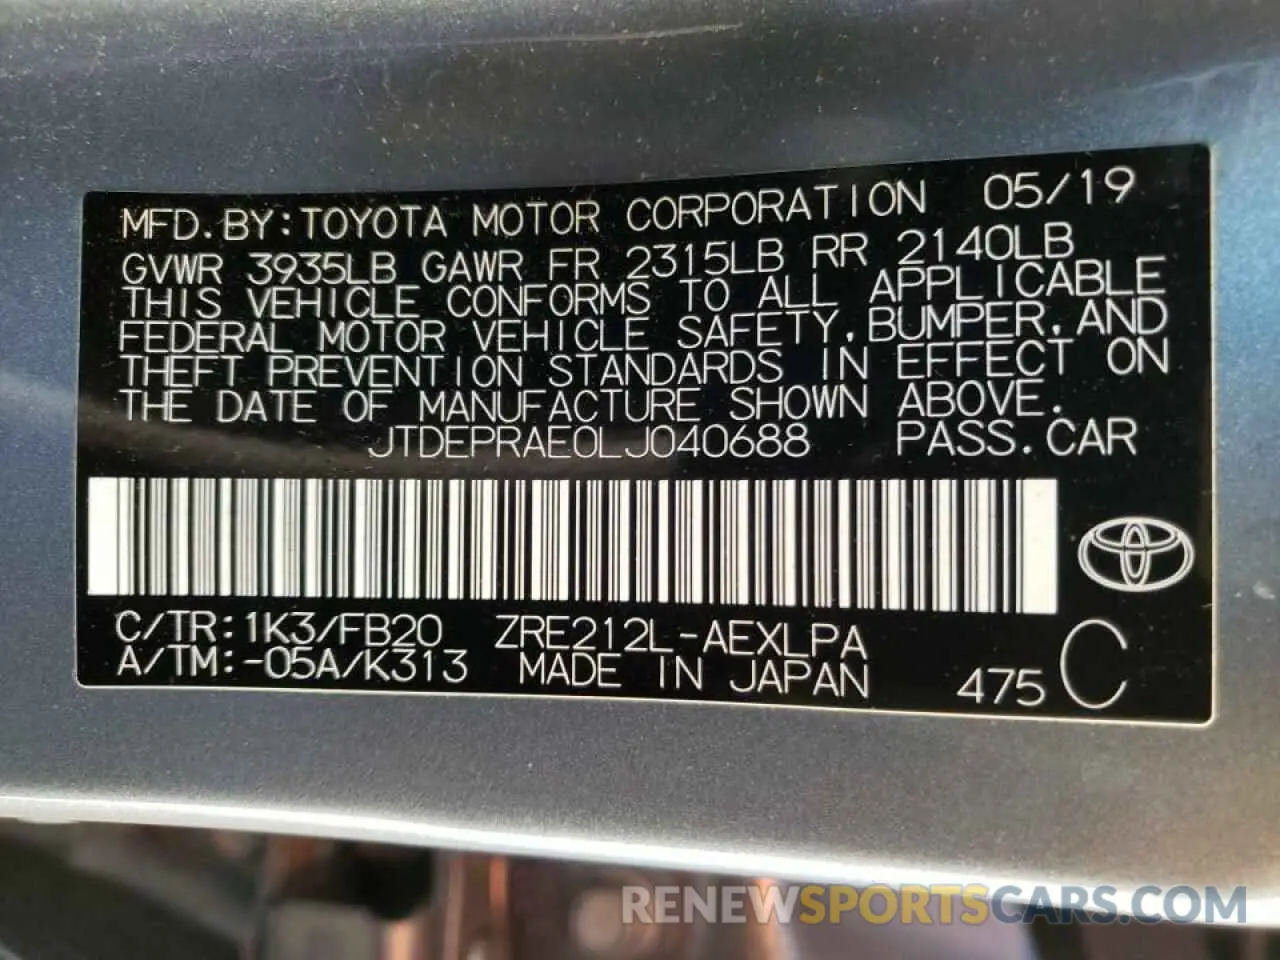 MFD.BY:TOYOTA MOTOR CORPORATION 05/19
GVWR 3935LB GAWR FR 2315LB RR 2140LB
THIS VEHICLE CONFORMS TO ALL APPLICABLE
FEDERAL MOTOR VEHICLE SAFETY,BUMPER,AND
THEFT PREVENTION STANDARDS IN EFFECT ON
THE DATE OF MANUFACTURE SHOWN ABOVE.
JTDEPRAE0LJ040688 PASS.CAR
C/TR:1K3/FB20 ZRE212L-AEXLPA
A/TM:-05A/K313 MADE IN JAPAN 475 C
RENEWSPORTSCARS.COM